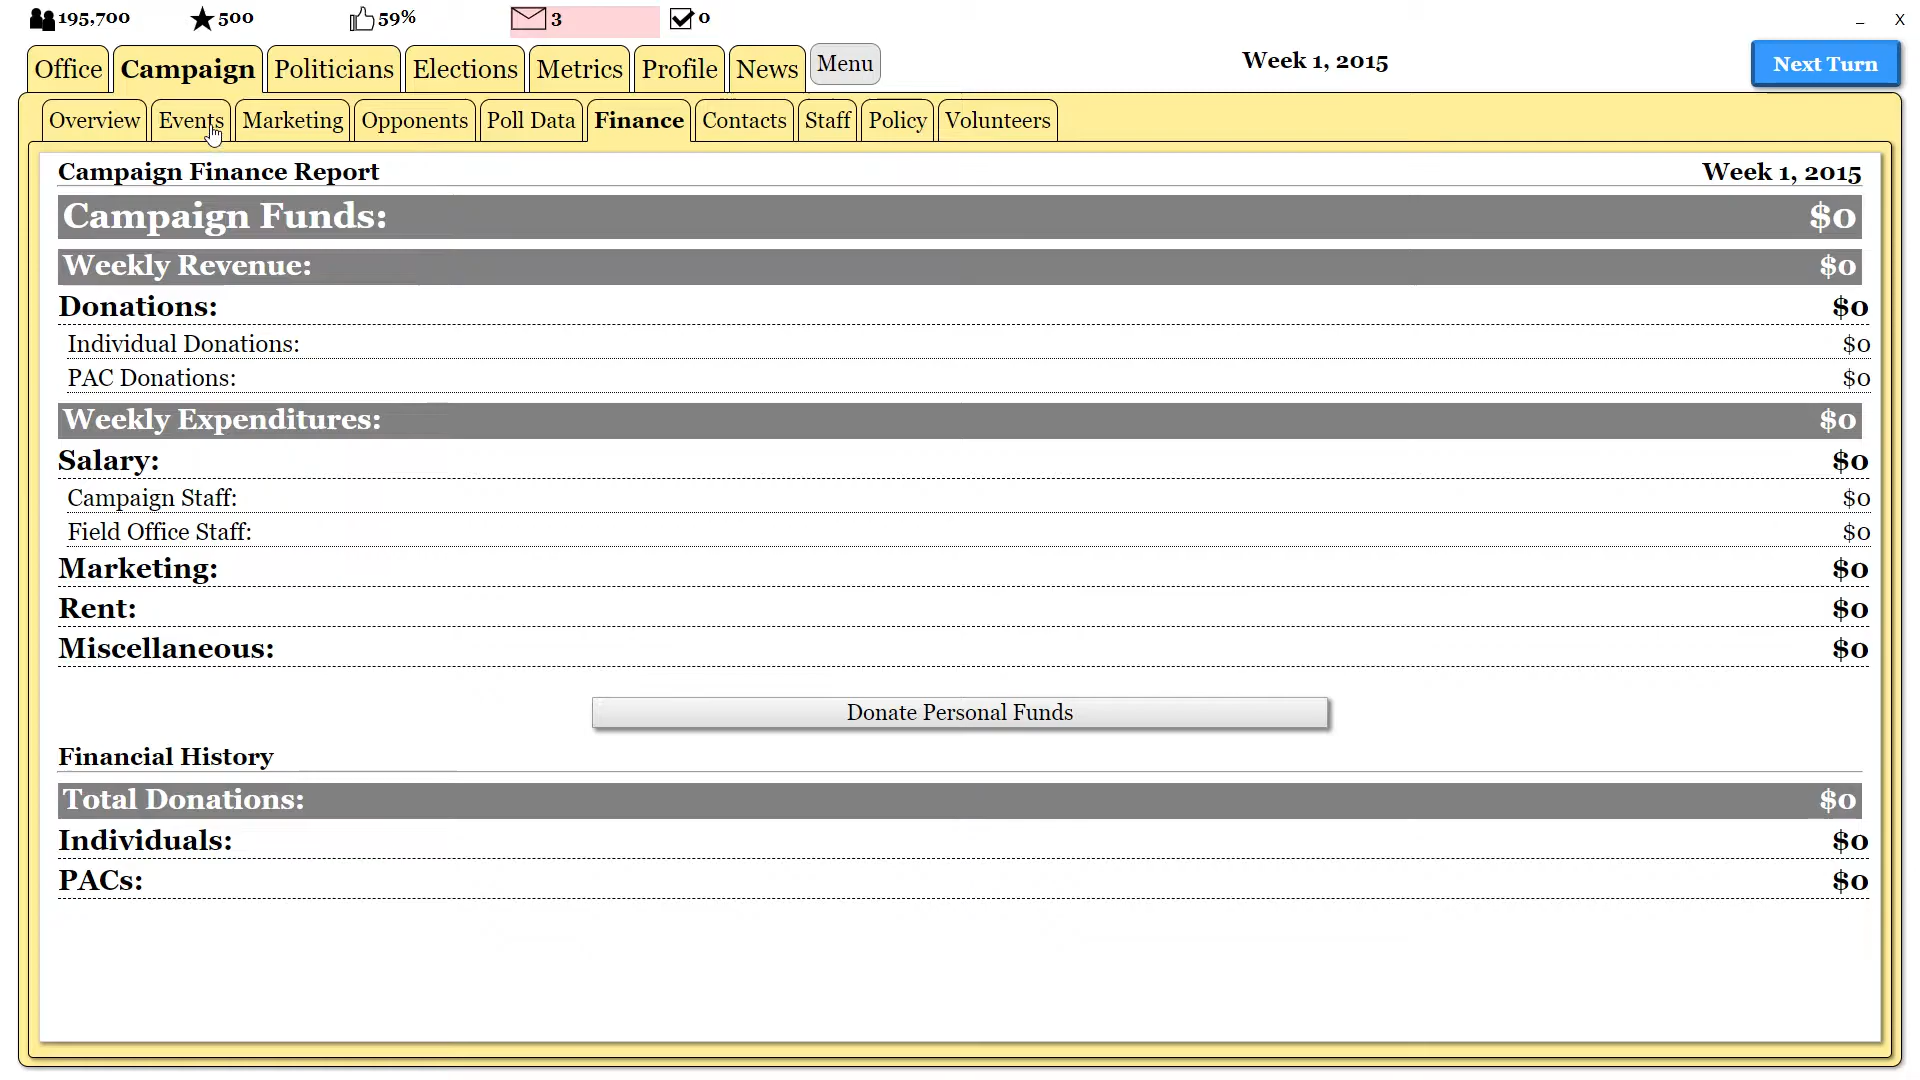 195,700 500 59% 3 0 _ X
Office Campaign Politicians Elections Metrics Profile News Menu Week 1, 2015 Next Turn
Overview Events Marketing Opponents Poll Data Finance Contacts Staff Policy Volunteers
Campaign Finance Report Week 1, 2015
Campaign Funds: $0
Weekly Revenue: $0
Donations: $0
Individual Donations: $0
PAC Donations: $0
Weekly Expenditures: $0
Salary: $0
Campaign Staff: $0
Field Office Staff: $0
Marketing: $0
Rent: $0
Miscellaneous: $0
Donate Personal Funds
Financial History
Total Donations: $0
Individuals: $0
PACs: $0